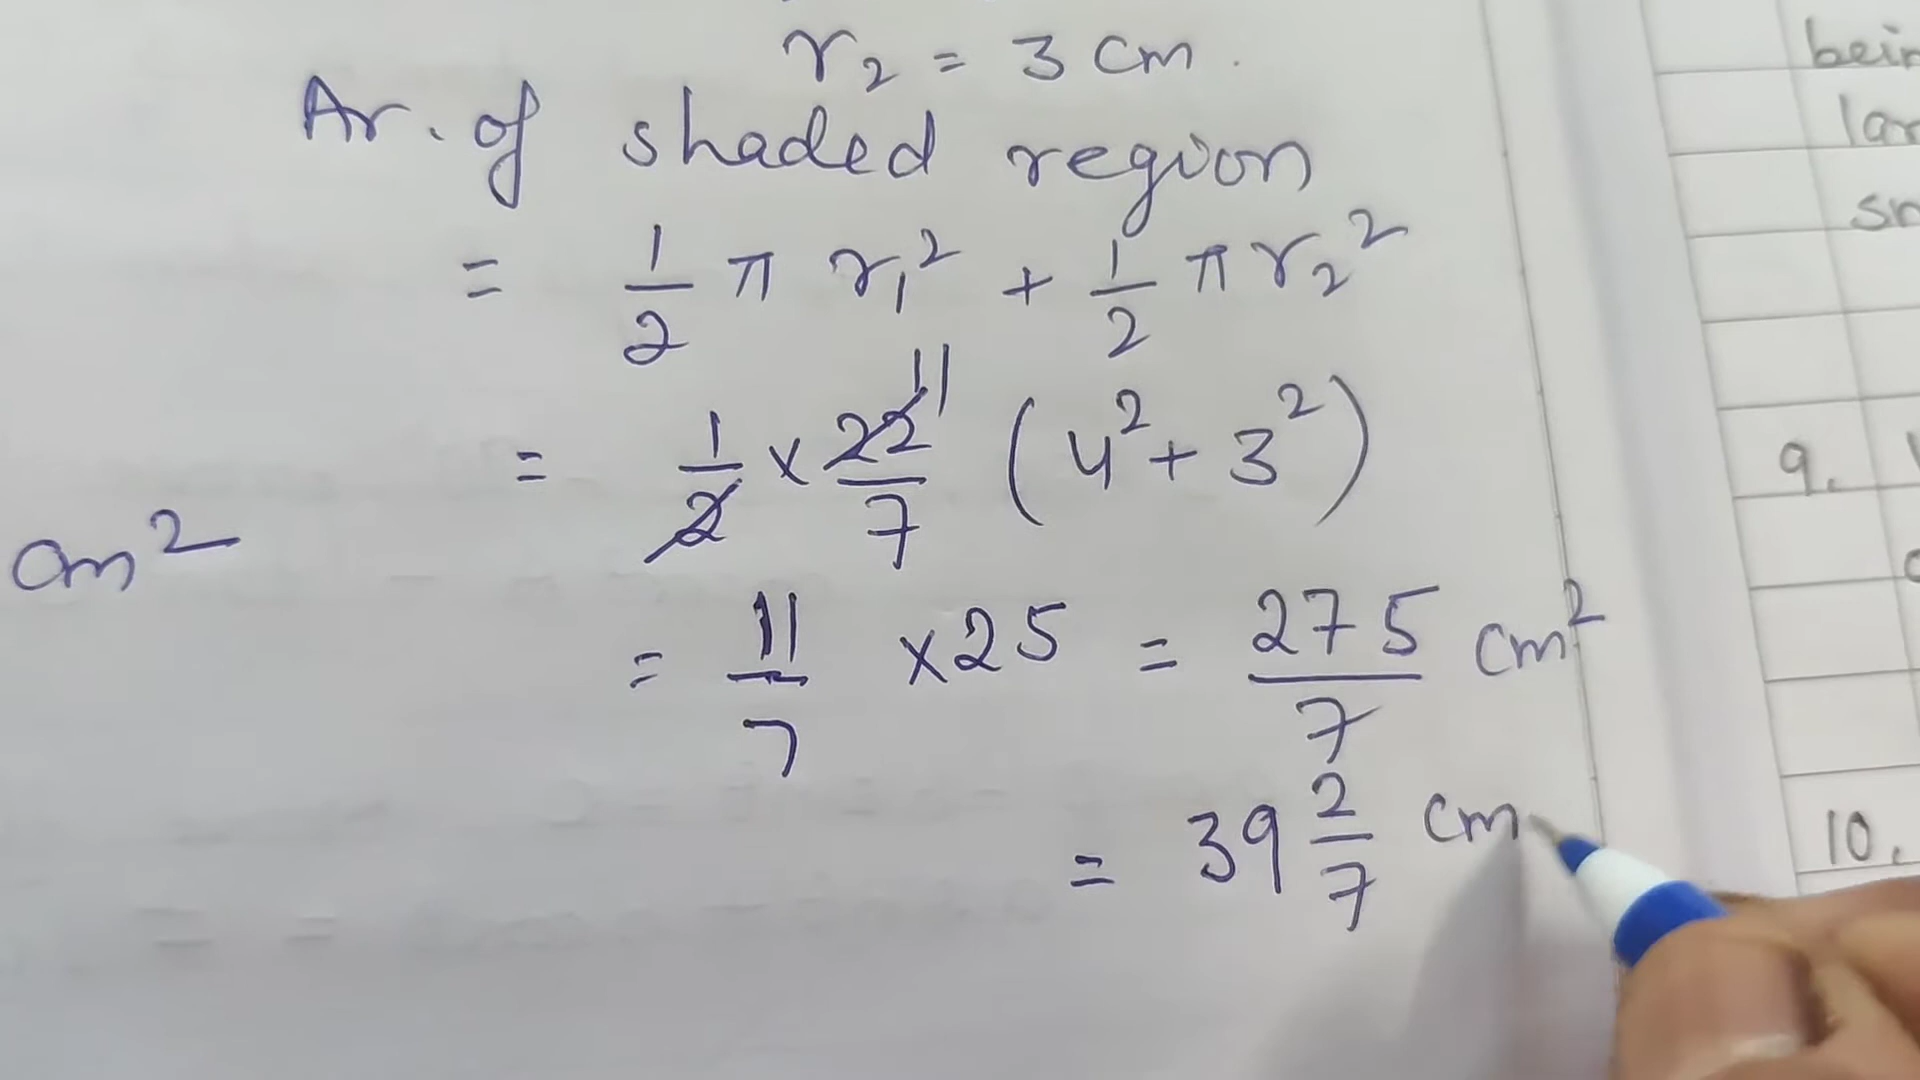 r₂ = 3 cm.
Ar. of shaded region
= 1/2 π r₁² + 1/2 π r₂²
= 1/2 × 22/7 11 (4² + 3²)
cm²
= 11/7 × 25 = 275/7 cm²
= 39 2/7 cm
9.
10.